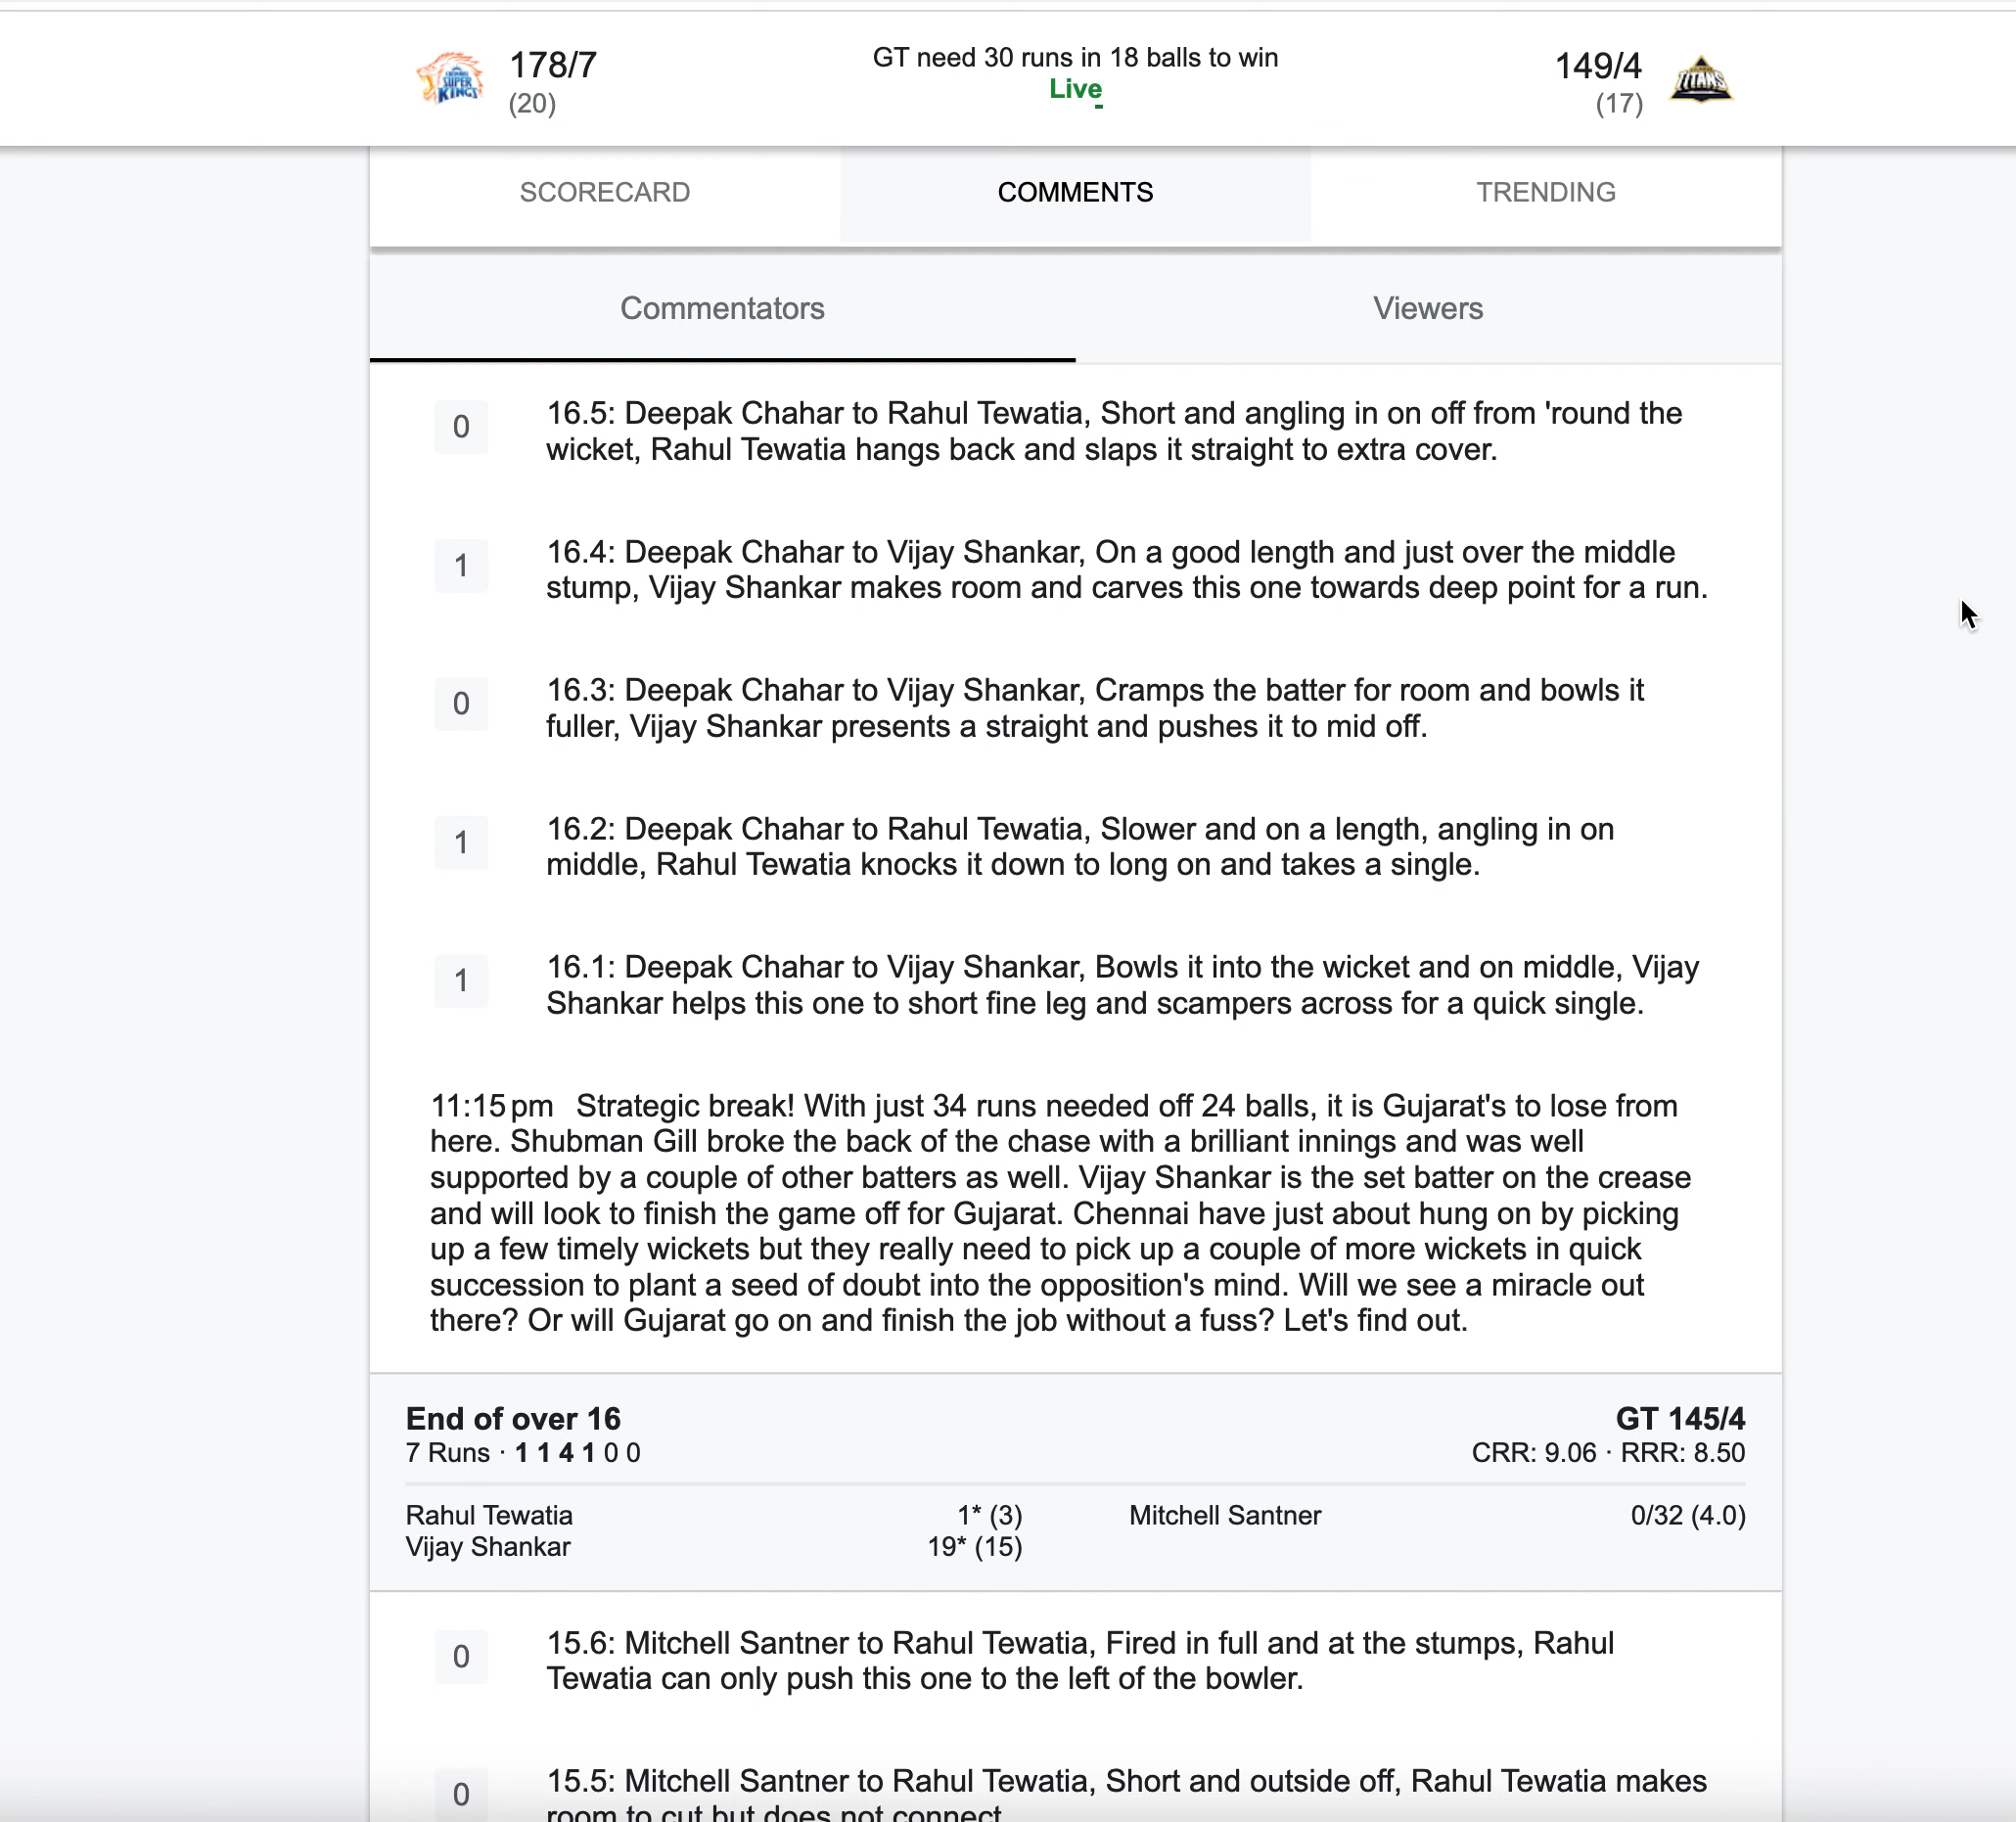 178/7
(20)
GT need 30 runs in 18 balls to win
Live
149/4
(17)
SUPER
KINGS
TITANS
SCORECARD
COMMENTS
TRENDING
Commentators
Viewers
0
16.5: Deepak Chahar to Rahul Tewatia, Short and angling in on off from 'round the
wicket, Rahul Tewatia hangs back and slaps it straight to extra cover.
1
16.4: Deepak Chahar to Vijay Shankar, On a good length and just over the middle
stump, Vijay Shankar makes room and carves this one towards deep point for a run.
0
16.3: Deepak Chahar to Vijay Shankar, Cramps the batter for room and bowls it
fuller, Vijay Shankar presents a straight and pushes it to mid off.
1
16.2: Deepak Chahar to Rahul Tewatia, Slower and on a length, angling in on
middle, Rahul Tewatia knocks it down to long on and takes a single.
1
16.1: Deepak Chahar to Vijay Shankar, Bowls it into the wicket and on middle, Vijay
Shankar helps this one to short fine leg and scampers across for a quick single.
11:15 pm Strategic break! With just 34 runs needed off 24 balls, it is Gujarat's to lose from
here. Shubman Gill broke the back of the chase with a brilliant innings and was well
supported by a couple of other batters as well. Vijay Shankar is the set batter on the crease
and will look to finish the game off for Gujarat. Chennai have just about hung on by picking
up a few timely wickets but they really need to pick up a couple of more wickets in quick
succession to plant a seed of doubt into the opposition's mind. Will we see a miracle out
there? Or will Gujarat go on and finish the job without a fuss? Let's find out.
End of over 16
GT 145/4
7 Runs · 1 1 4 1 0 0
CRR: 9.06 · RRR: 8.50
Rahul Tewatia 1* (3)
Mitchell Santner 0/32 (4.0)
Vijay Shankar 19* (15)
0
15.6: Mitchell Santner to Rahul Tewatia, Fired in full and at the stumps, Rahul
Tewatia can only push this one to the left of the bowler.
0
15.5: Mitchell Santner to Rahul Tewatia, Short and outside off, Rahul Tewatia makes
room to cut but does not connect